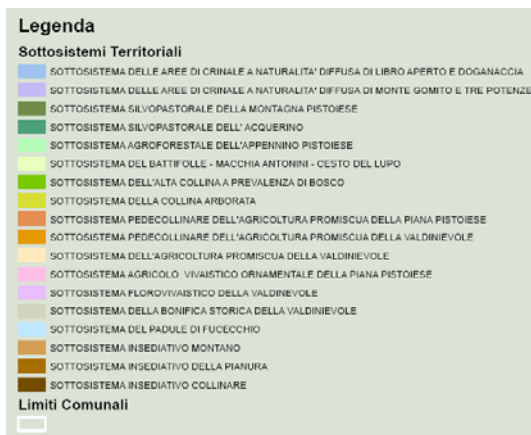 Legenda
Sottosistemi Territoriali
SOTTOSISTEMA DELLE AREE DI CRINALE A NATURALITA' DIFFUSA DI LIBRO APERTO E DOGANACCIA
SOTTOSISTEMA DELLE AREE DI CRINALE A NATURALITA' DIFFUSA DI MONTE GOMITO E TRE POTENZE
SOTTOSISTEMA SILVOPASTORALE DELLA MONTAGNA PISTOIESE
SOTTOSISTEMA SILVOPASTORALE DELL' ACQUERINO
SOTTOSISTEMA AGROFORESTALE DELL'APPENNINO PISTOIESE
SOTTOSISTEMA DEL BATTIFOLLE - MACCHIA ANTONINI - CESTO DEL LUPO
SOTTOSISTEMA DELL'ALTA COLLINA A PREVALENZA DI BOSCO
SOTTOSISTEMA DELLA COLLINA ARBORATA
SOTTOSISTEMA PEDECOLLINARE DELL'AGRICOLTURA PROMISCUA DELLA PIANA PISTOIESE
SOTTOSISTEMA PEDECOLLINARE DELL'AGRICOLTURA PROMISCUA DELLA VALDINIEVOLE
SOTTOSISTEMA DELL'AGRICOLTURA PROMISCUA DELLA VALDINIEVOLE
SOTTOSISTEMA AGRICOLO VIVAISTICO ORNAMENTALE DELLA PIANA PISTOIESE
SOTTOSISTEMA FLOROVIVAISTICO DELLA VALDINEVOLE
SOTTOSISTEMA DELLA BONIFICA STORICA DELLA VALDINIEVOLE
SOTTOSISTEMA DEL PADULE DI FUCECCHIO
SOTTOSISTEMA INSEDIATIVO MONTANO
SOTTOSISTEMA INSEDIATIVO DELLA PIANURA
SOTTOSISTEMA INSEDIATIVO COLLINARE
Limiti Comunali